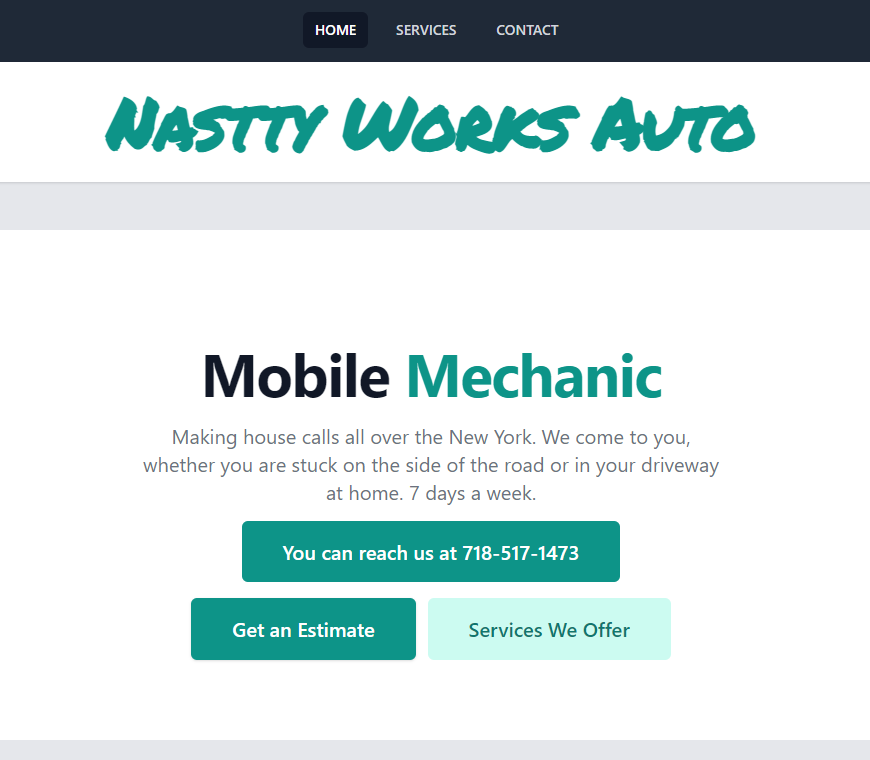 HOME SERVICES CONTACT
Nastty Works Auto
Mobile Mechanic
Making house calls all over the New York. We come to you,
whether you are stuck on the side of the road or in your driveway
at home. 7 days a week.
You can reach us at 718-517-1473
Get an Estimate Services We Offer